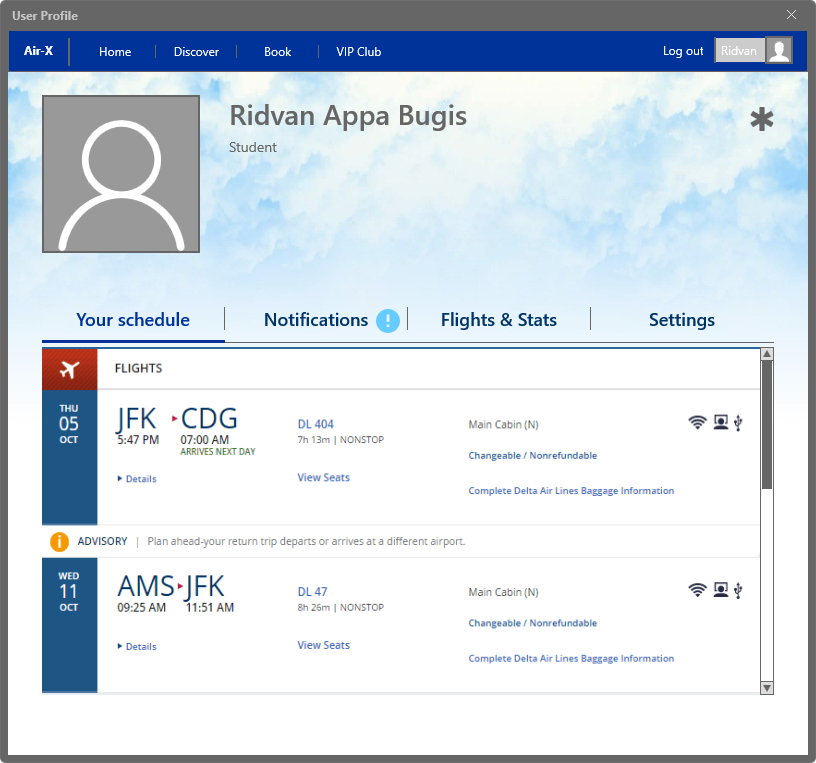 User Profile
Air-X Home Discover Book VIP Club Log out Ridvan
Ridvan Appa Bugis
Student
Your schedule Notifications ! Flights & Stats Settings
FLIGHTS
THU
05
OCT
JFK CDG
5:47 PM 07:00 AM
ARRIVES NEXT DAY
Details
DL 404
7h 13m | NONSTOP
View Seats
Main Cabin (N)
Changeable / Nonrefundable
Complete Delta Air Lines Baggage Information
i ADVISORY | Plan ahead-your return trip departs or arrives at a different airport.
WED
11
OCT
AMS JFK
09:25 AM 11:51 AM
Details
DL 47
8h 26m | NONSTOP
View Seats
Main Cabin (N)
Changeable / Nonrefundable
Complete Delta Air Lines Baggage Information